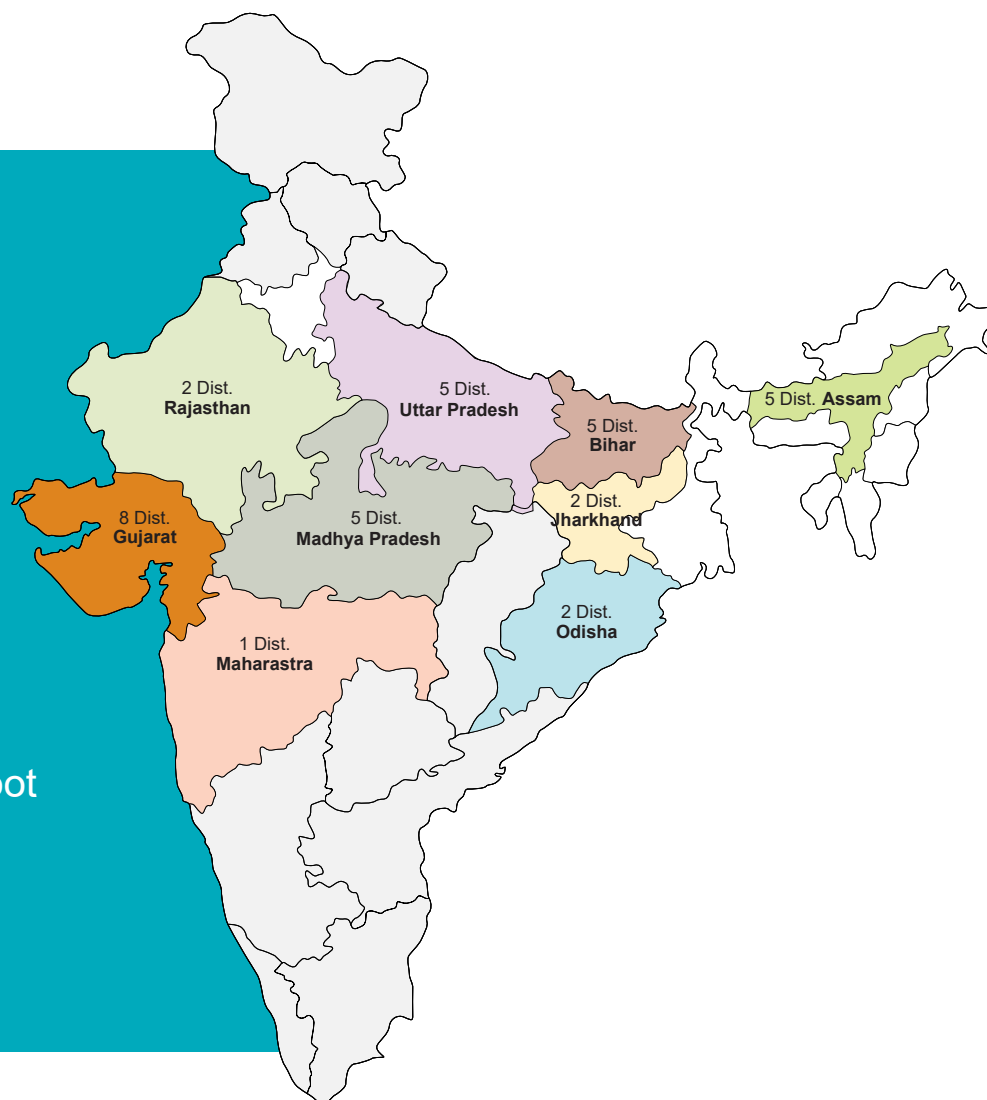 2 Dist.
Rajasthan
5 Dist.
Uttar Pradesh
5 Dist.
Bihar
5 Dist. Assam
8 Dist.
Gujarat
5 Dist.
Madhya Pradesh
2 Dist.
Jharkhand
1 Dist.
Maharastra
2 Dist.
Odisha